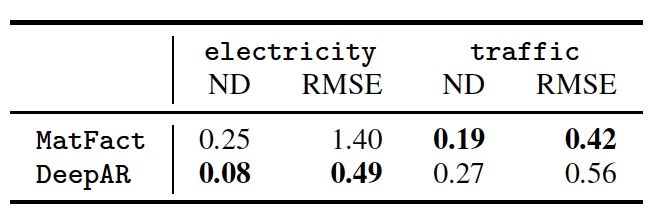 electricity traffic
ND RMSE ND RMSE
MatFact 0.25 1.40 0.19 0.42
DeepAR 0.08 0.49 0.27 0.56